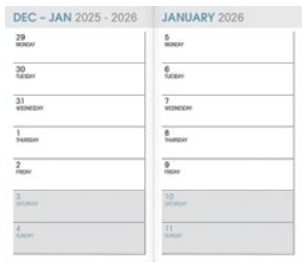 DEC – JAN 2025 - 2026
29
MONDAY
30
TUESDAY
31
WEDNESDAY
1
THURSDAY
2
FRIDAY
3
SATURDAY
4
SUNDAY
JANUARY 2026
5
MONDAY
6
TUESDAY
7
WEDNESDAY
8
THURSDAY
9
FRIDAY
10
SATURDAY
11
SUNDAY